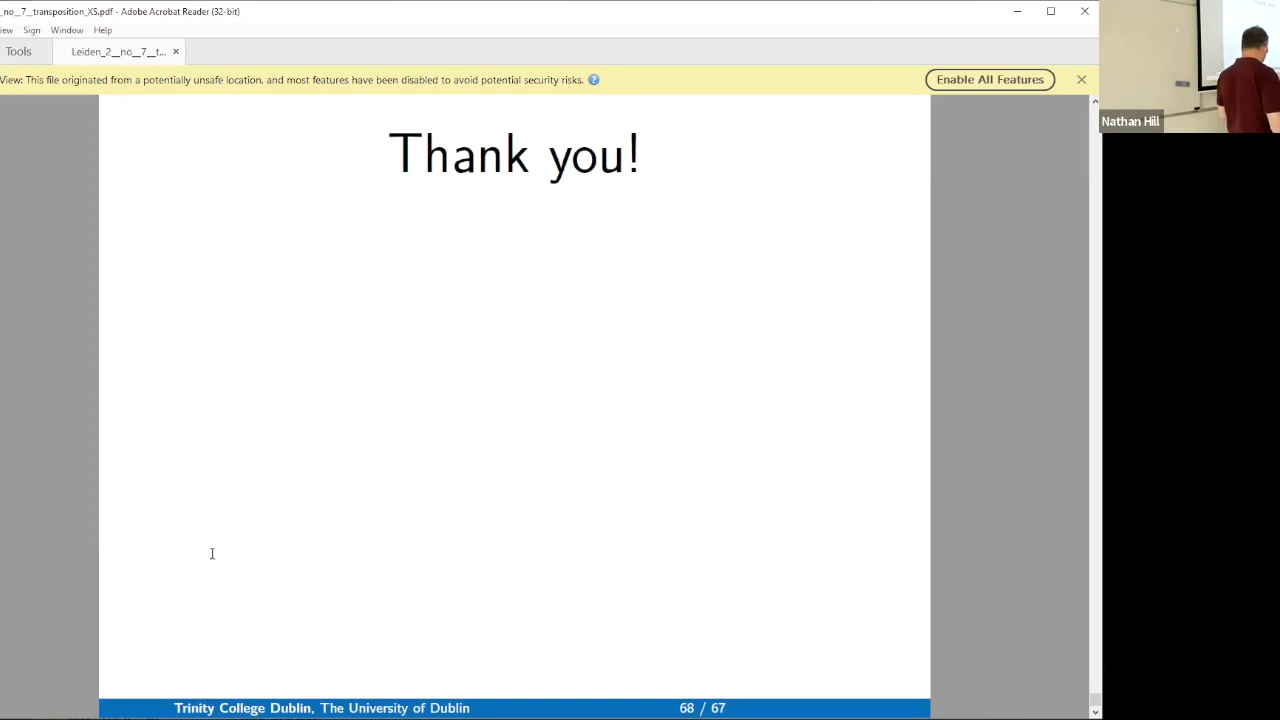 _no__7__transposition_XS.pdf - Adobe Acrobat Reader (32-bit)
iew Sign Window Help
Tools Leiden_2__no__7__t... ×
View: This file originated from a potentially unsafe location, and most features have been disabled to avoid potential security risks. ? Enable All Features
Nathan Hill
Thank you!
Trinity College Dublin, The University of Dublin 68 / 67